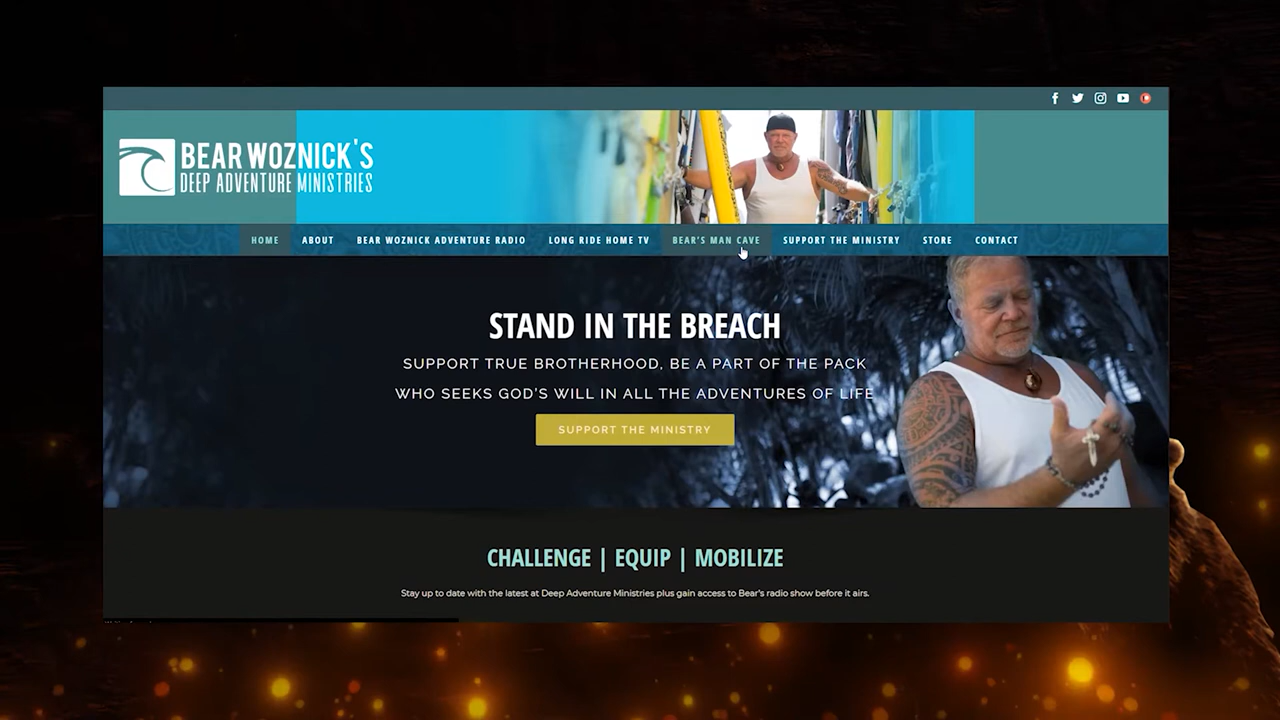 BEAR WOZNICK'S
DEEP ADVENTURE MINISTRIES
HOME ABOUT BEAR WOZNICK ADVENTURE RADIO LONG RIDE HOME TV BEAR'S MAN CAVE SUPPORT THE MINISTRY STORE CONTACT
STAND IN THE BREACH
SUPPORT TRUE BROTHERHOOD, BE A PART OF THE PACK
WHO SEEKS GOD'S WILL IN ALL THE ADVENTURES OF LIFE
SUPPORT THE MINISTRY
CHALLENGE | EQUIP | MOBILIZE
Stay up to date with the latest at Deep Adventure Ministries plus gain access to Bear's radio show before it airs.